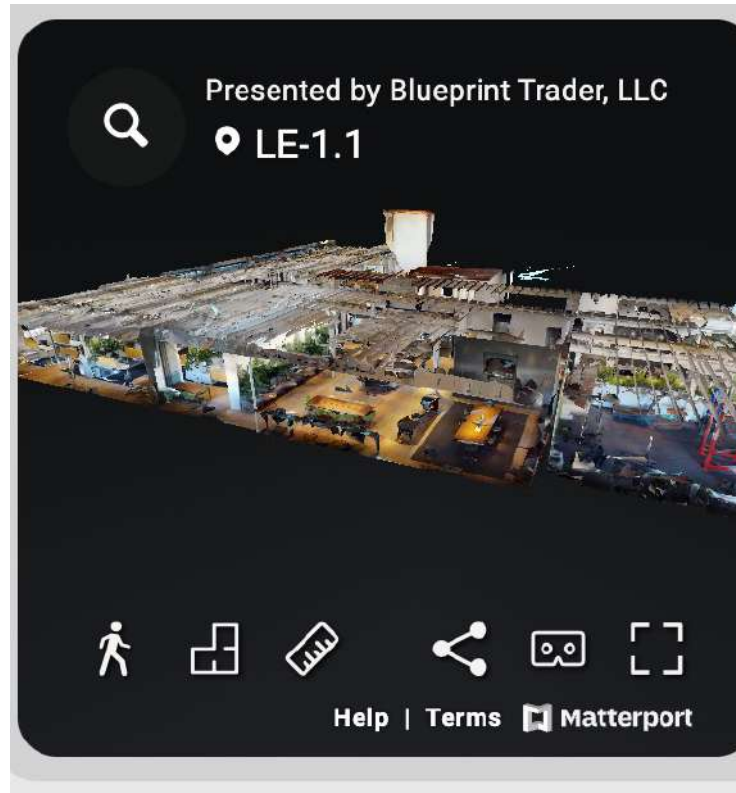 Presented by Blueprint Trader, LLC
LE-1.1
Help | Terms Matterport